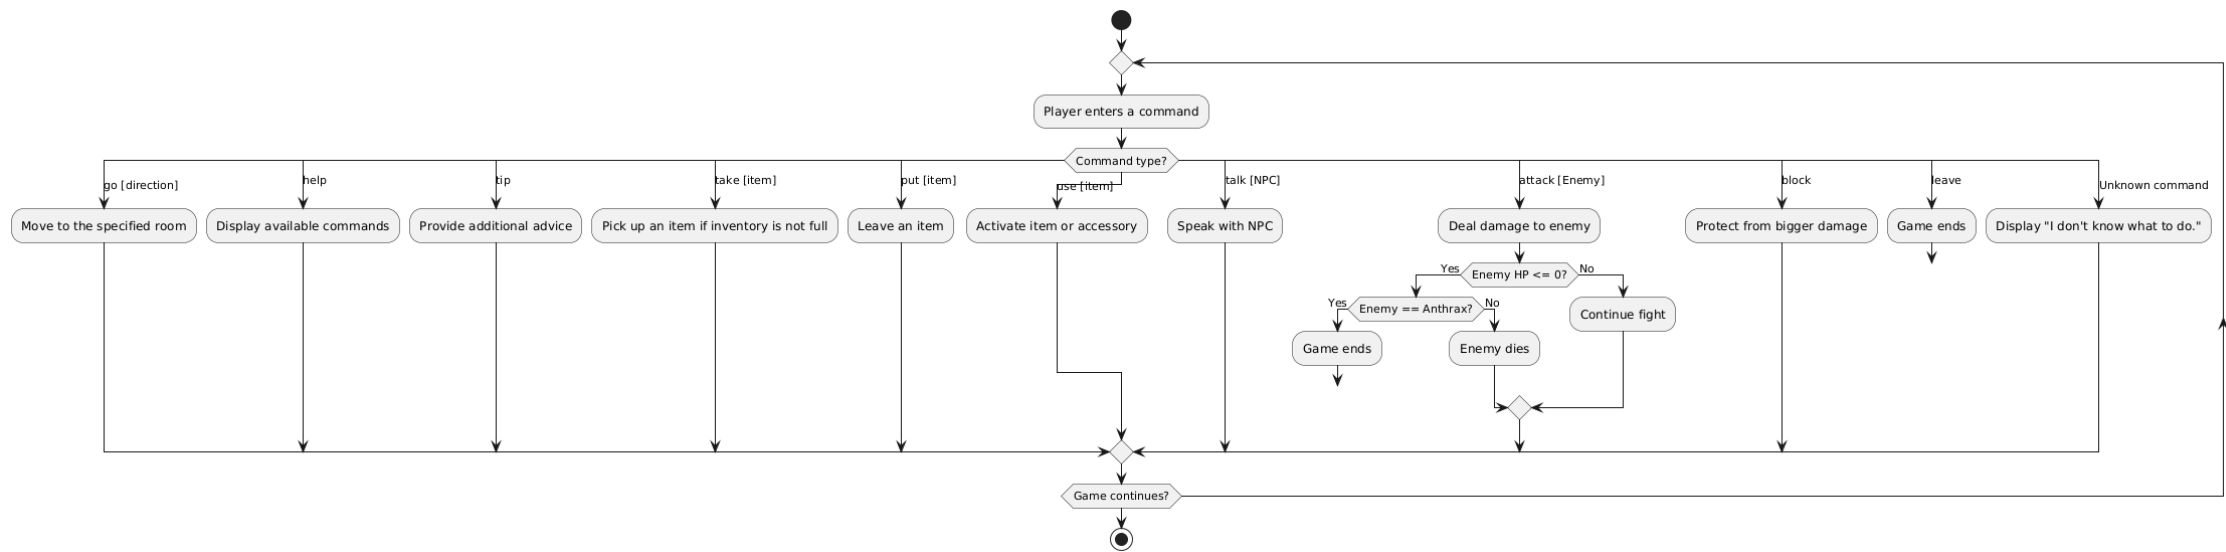 Player enters a command
Command type?
go [direction]
help
tip
take [item]
put [item]
use [item]
talk [NPC]
attack [Enemy]
block
leave
Unknown command
Move to the specified room
Display available commands
Provide additional advice
Pick up an item if inventory is not full
Leave an item
Activate item or accessory
Speak with NPC
Deal damage to enemy
Protect from bigger damage
Game ends
Display "I don't know what to do."
Yes
Enemy HP <= 0?
No
Yes
Enemy == Anthrax?
No
Continue fight
Game ends
Enemy dies
Game continues?